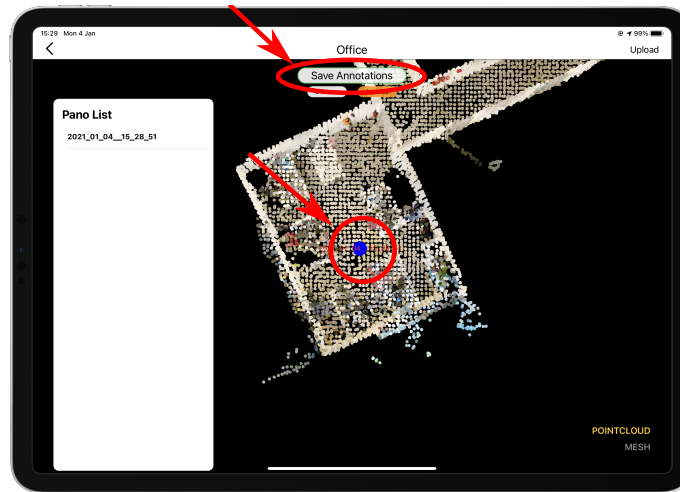 15:29 Mon 4 Jan
99%
Office
Upload
Save Annotations
Pano List
2021_01_04__15_28_51
POINTCLOUD
MESH